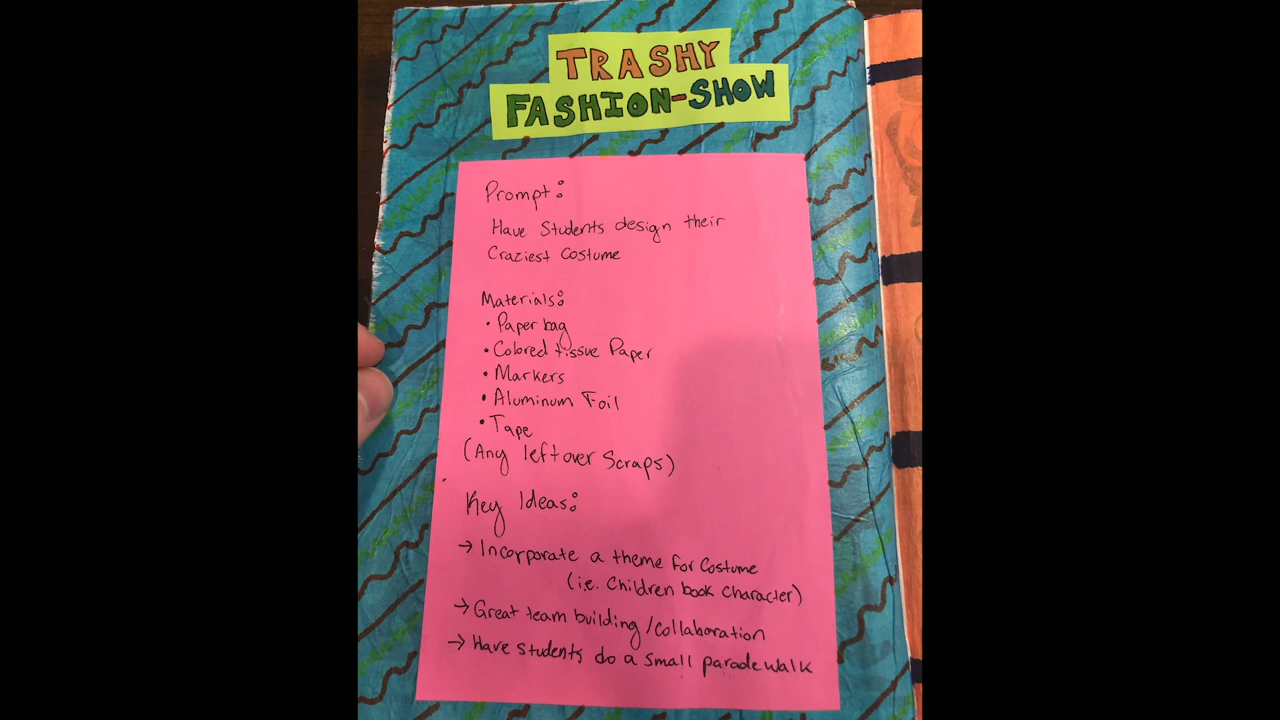 TRASHY
FASHION-SHOW
Prompt:
Have Students design their
Craziest Costume
Materials:
• Paper bag
• Colored tissue Paper
• Markers
• Aluminum Foil
• Tape
(Any leftover Scraps)
Key Ideas:
→ Incorporate a theme for Costume
(i.e. Children book Character)
→ Great team building/collaboration
→ Have students do a small parade walk